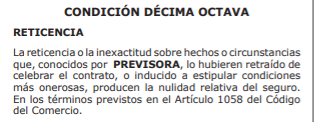 CONDICIÓN DÉCIMA OCTAVA
RETICENCIA
La reticencia o la inexactitud sobre hechos o circunstancias
que, conocidos por PREVISORA, lo hubieren retraído de
celebrar el contrato, o inducido a estipular condiciones
más onerosas, producen la nulidad relativa del seguro.
En los términos previstos en el Artículo 1058 del Código
del Comercio.